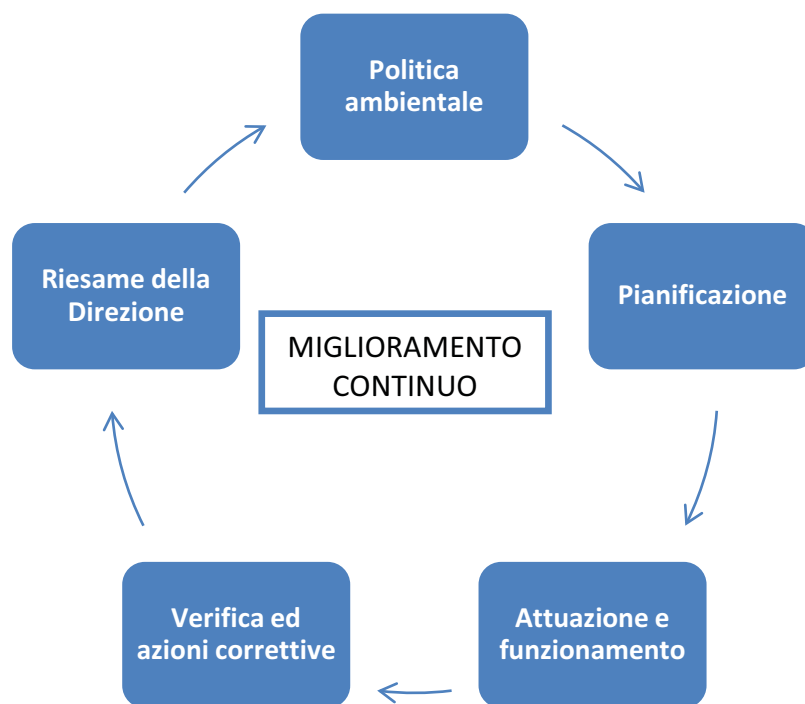 Politica
ambientale
Pianificazione
Attuazione e
funzionamento
Verifica ed
azioni correttive
Riesame della
Direzione
MIGLIORAMENTO
CONTINUO